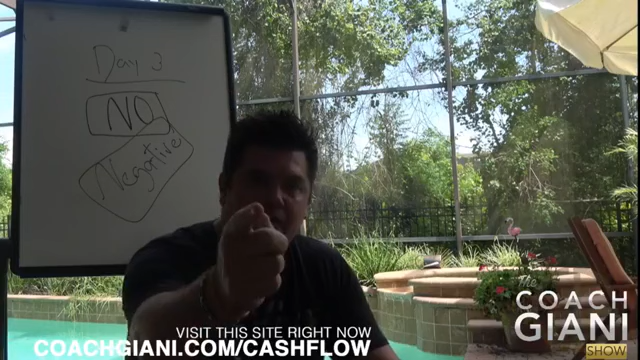 Day 3
NO
Negative
VISIT THIS SITE RIGHT NOW
COACHGIANI.COM/CASHFLOW
The
COACH
GIANI
SHOW